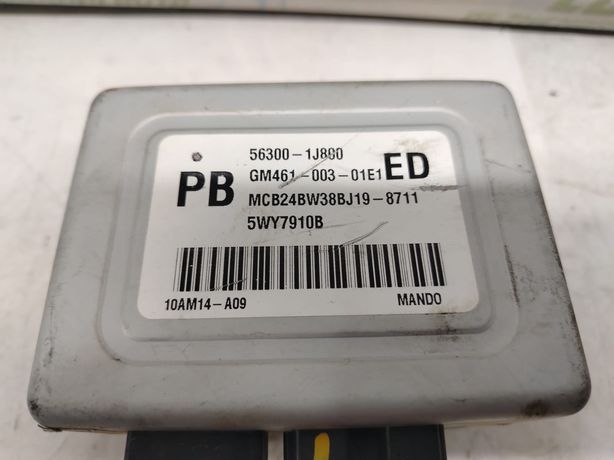 56300-1J800
PB GM461-003-01E1 ED
MCB24BW38BJ19-8711
5WY7910B
10AM14-A09 MANDO